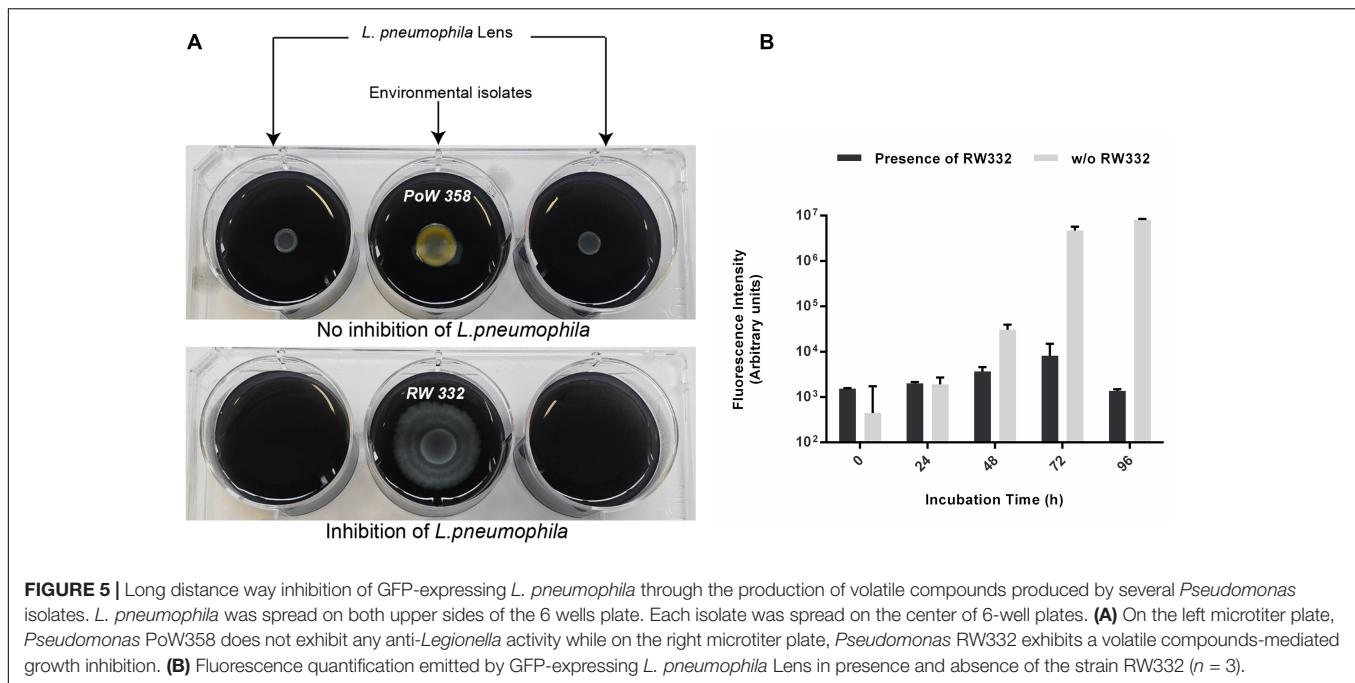 A
L. pneumophila Lens
Environmental isolates
PoW 358
No inhibition of L.pneumophila
RW 332
Inhibition of L.pneumophila
B
Presence of RW332 w/o RW332
Fluorescence Intensity
(Arbitrary units)
10⁷
10⁶
10⁵
10⁴
10³
10²
0 24 48 72 96
Incubation Time (h)
FIGURE 5 | Long distance way inhibition of GFP-expressing L. pneumophila through the production of volatile compounds produced by several Pseudomonas
isolates. L. pneumophila was spread on both upper sides of the 6 wells plate. Each isolate was spread on the center of 6-well plates. (A) On the left microtiter plate,
Pseudomonas PoW358 does not exhibit any anti-Legionella activity while on the right microtiter plate, Pseudomonas RW332 exhibits a volatile compounds-mediated
growth inhibition. (B) Fluorescence quantification emitted by GFP-expressing L. pneumophila Lens in presence and absence of the strain RW332 (n = 3).